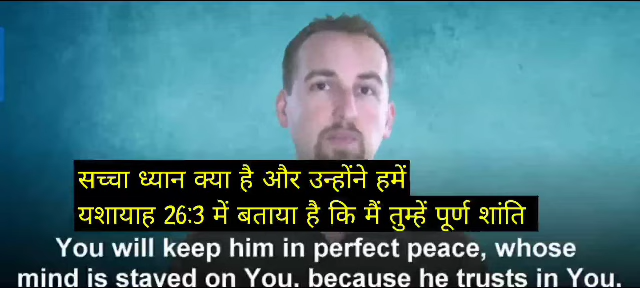 सच्चा ध्यान क्या है और उन्होंने हमें
यशायाह 26:3 में बताया है कि मैं तुम्हें पूर्ण शांति
You will keep him in perfect peace, whose
mind is stayed on You, because he trusts in You.